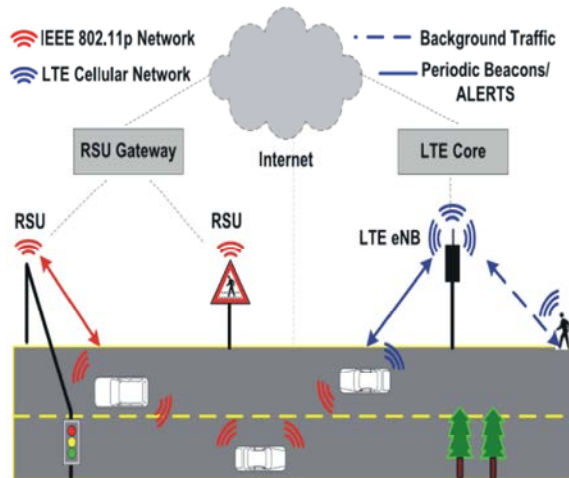 IEEE 802.11p Network
LTE Cellular Network
Background Traffic
Periodic Beacons/
ALERTS
RSU Gateway
Internet
LTE Core
RSU
RSU
LTE eNB